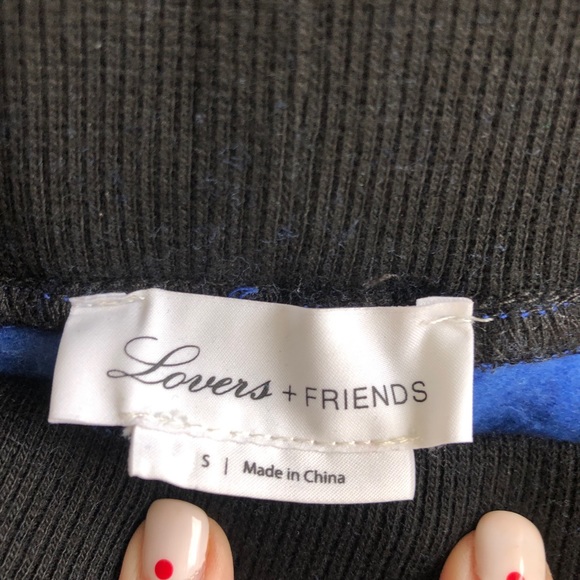 Lovers + FRIENDS
S | Made in China